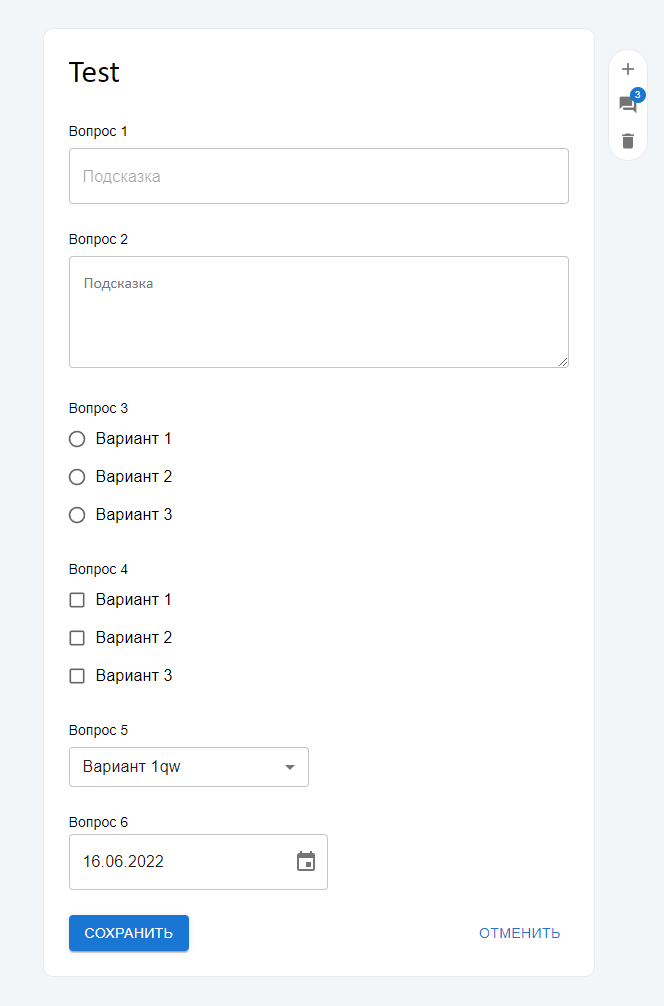 Test
3
Вопрос 1
Подсказка
Вопрос 2
Подсказка
Вопрос 3
Вариант 1
Вариант 2
Вариант 3
Вопрос 4
Вариант 1
Вариант 2
Вариант 3
Вопрос 5
Вариант 1qw
Вопрос 6
16.06.2022
СОХРАНИТЬ
ОТМЕНИТЬ